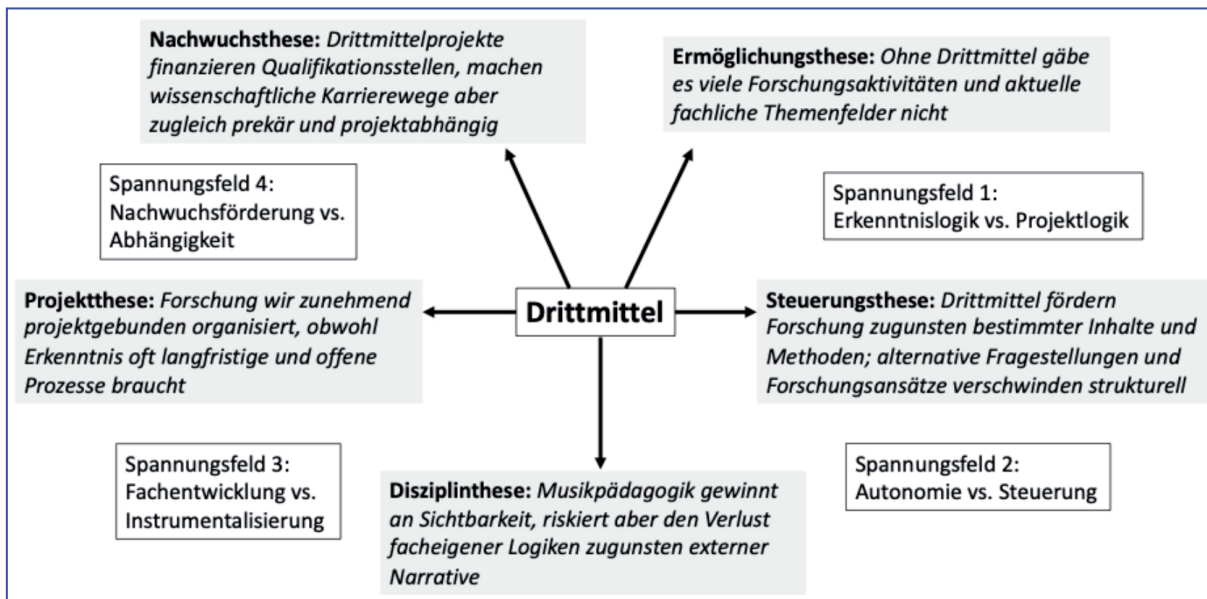 Nachwuchsthese: Drittmittelprojekte
finanzieren Qualifikationsstellen, machen
wissenschaftliche Karrierewege aber
zugleich prekär und projektabhängig
Ermöglichungsthese: Ohne Drittmittel gäbe
es viele Forschungsaktivitäten und aktuelle
fachliche Themenfelder nicht
Spannungsfeld 4:
Nachwuchsförderung vs.
Abhängigkeit
Spannungsfeld 1:
Erkenntnislogik vs. Projektlogik
Projektthese: Forschung wir zunehmend
projektgebunden organisiert, obwohl
Erkenntnis oft langfristige und offene
Prozesse braucht
Drittmittel
Steuerungsthese: Drittmittel fördern
Forschung zugunsten bestimmter Inhalte und
Methoden; alternative Fragestellungen und
Forschungsansätze verschwinden strukturell
Spannungsfeld 3:
Fachentwicklung vs.
Instrumentalisierung
Disziplinthese: Musikpädagogik gewinnt
an Sichtbarkeit, riskiert aber den Verlust
facheigener Logiken zugunsten externer
Narrative
Spannungsfeld 2:
Autonomie vs. Steuerung